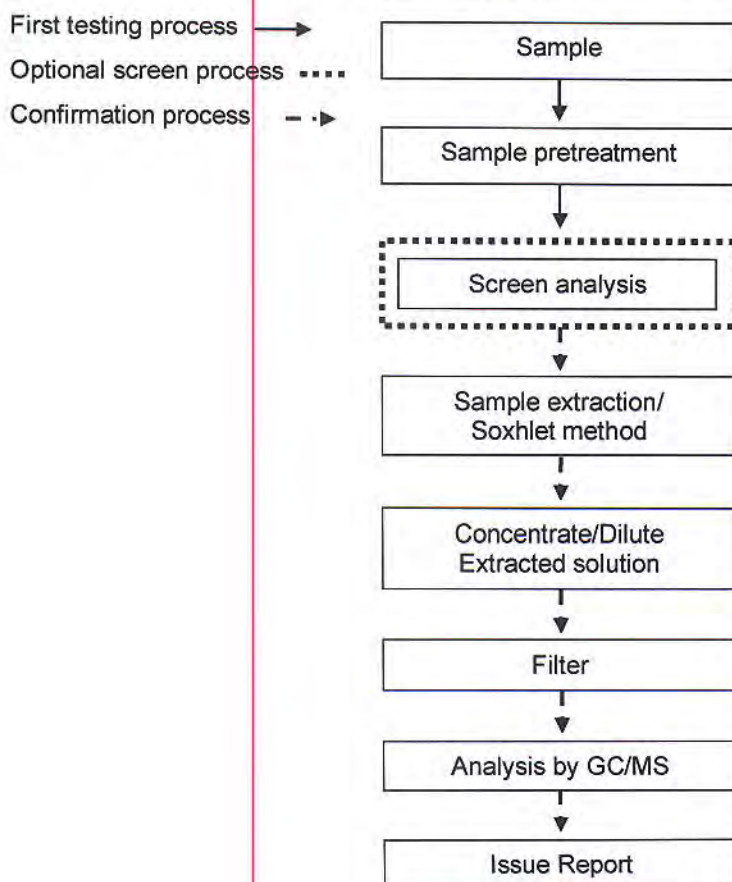 First testing process
Optional screen process
Confirmation process
Sample
Sample pretreatment
Screen analysis
Sample extraction/
Soxhlet method
Concentrate/Dilute
Extracted solution
Filter
Analysis by GC/MS
Issue Report